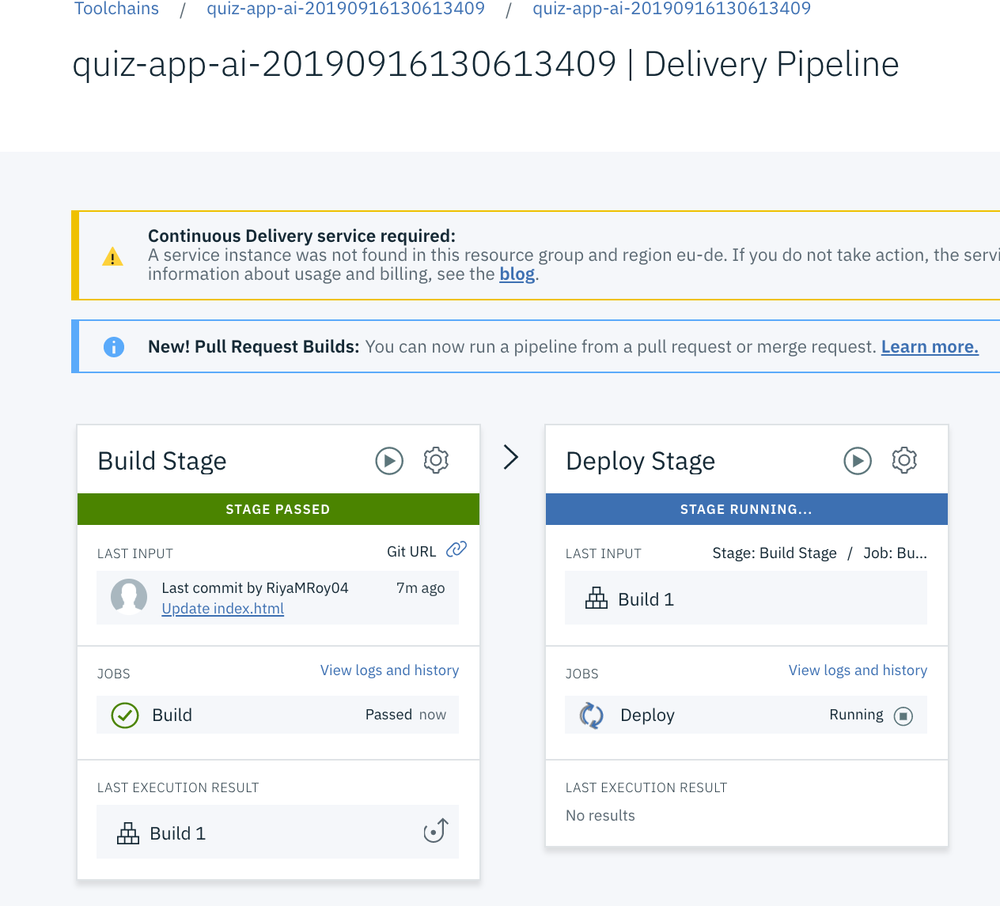 Toolchains / quiz-app-ai-20190916130613409 / quiz-app-ai-20190916130613409
quiz-app-ai-20190916130613409 | Delivery Pipeline
Continuous Delivery service required:
A service instance was not found in this resource group and region eu-de. If you do not take action, the servi
information about usage and billing, see the blog.
New! Pull Request Builds: You can now run a pipeline from a pull request or merge request. Learn more.
Build Stage
STAGE PASSED
LAST INPUT Git URL
Last commit by RiyaMRoy04 7m ago
Update index.html
JOBS View logs and history
Build Passed now
LAST EXECUTION RESULT
Build 1
Deploy Stage
STAGE RUNNING...
LAST INPUT Stage: Build Stage / Job: Bu...
Build 1
JOBS View logs and history
Deploy Running
LAST EXECUTION RESULT
No results